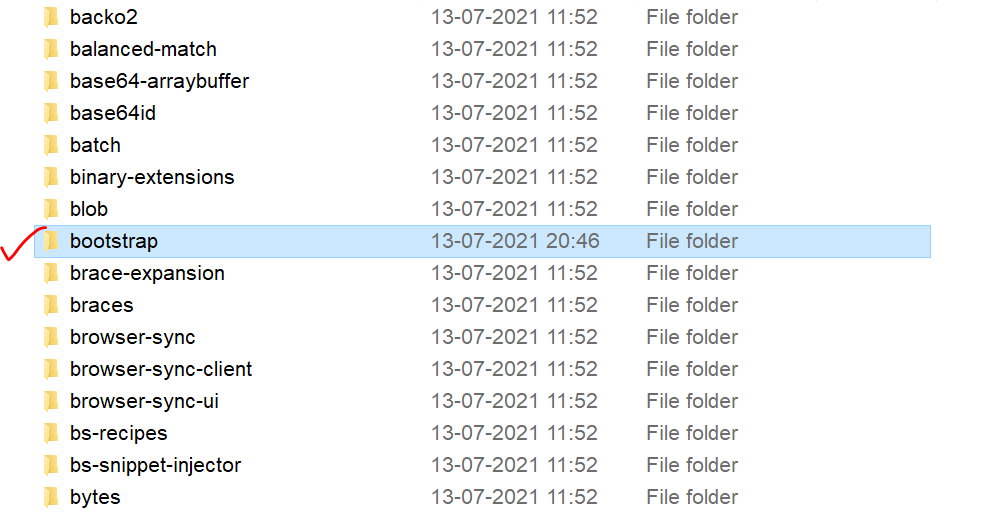 backo2 13-07-2021 11:52 File folder
balanced-match 13-07-2021 11:52 File folder
base64-arraybuffer 13-07-2021 11:52 File folder
base64id 13-07-2021 11:52 File folder
batch 13-07-2021 11:52 File folder
binary-extensions 13-07-2021 11:52 File folder
blob 13-07-2021 11:52 File folder
bootstrap 13-07-2021 20:46 File folder
brace-expansion 13-07-2021 11:52 File folder
braces 13-07-2021 11:52 File folder
browser-sync 13-07-2021 11:52 File folder
browser-sync-client 13-07-2021 11:52 File folder
browser-sync-ui 13-07-2021 11:52 File folder
bs-recipes 13-07-2021 11:52 File folder
bs-snippet-injector 13-07-2021 11:52 File folder
bytes 13-07-2021 11:52 File folder